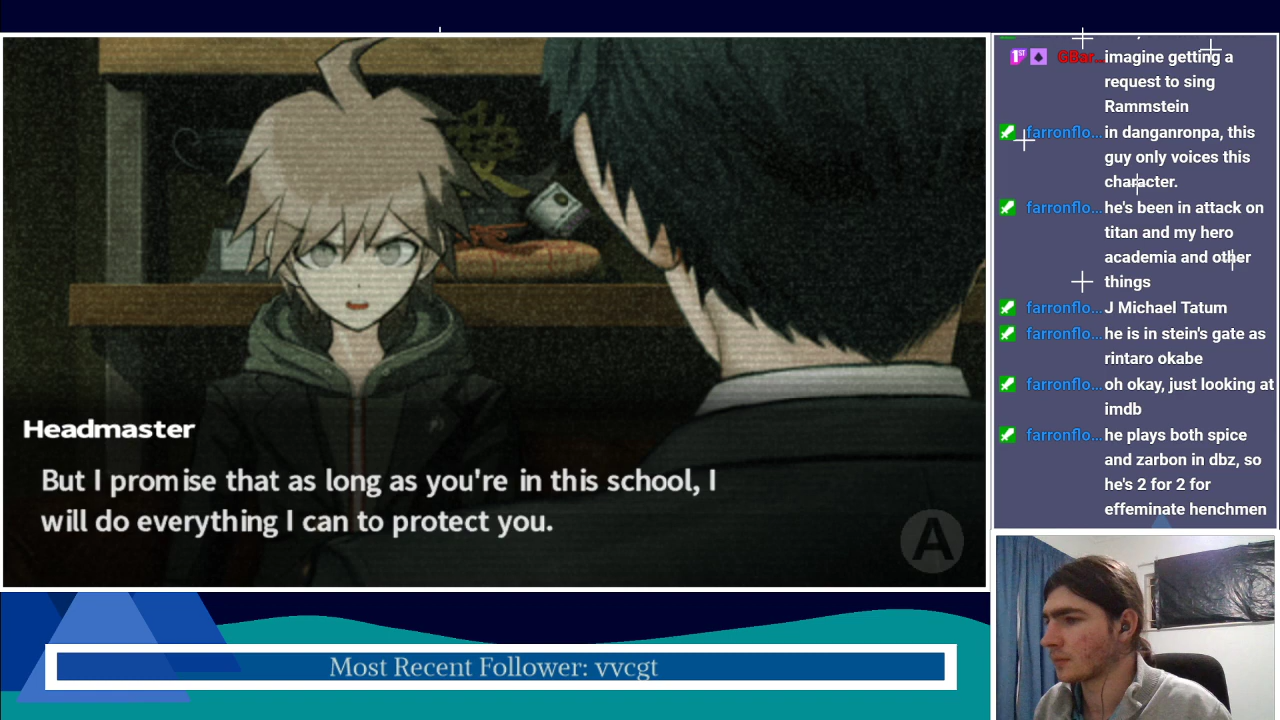 GBar... imagine getting a
request to sing
Rammstein
farronflo... in danganronpa, this
guy only voices this
character.
farronflo... he's been in attack on
titan and my hero
academia and other
things
farronflo... J Michael Tatum
farronflo... he is in stein's gate as
rintaro okabe
farronflo... oh okay, just looking at
imdb
farronflo... he plays both spice
and zarbon in dbz, so
he's 2 for 2 for
effeminate henchmen
Headmaster
But I promise that as long as you're in this school, I
will do everything I can to protect you.
A
Most Recent Follower: vvcgt